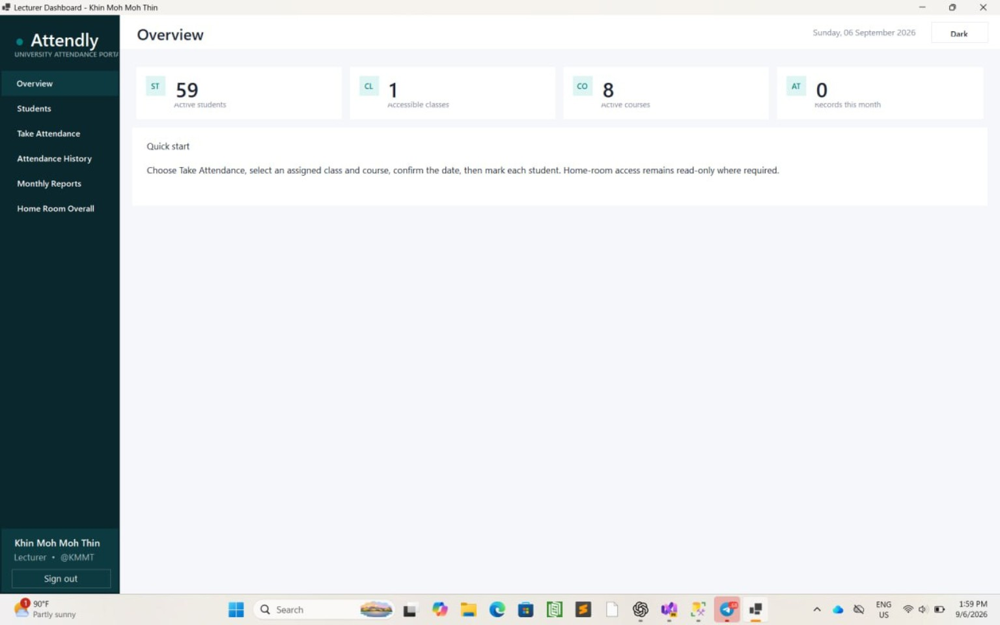 Lecturer Dashboard - Khin Moh Moh Thin
Attendly
UNIVERSITY ATTENDANCE PORTA
Overview
Students
Take Attendance
Attendance History
Monthly Reports
Home Room Overall
Khin Moh Moh Thin
Lecturer • @KMMT
Sign out
Overview
Sunday, 06 September 2026
Dark
ST
59
Active students
CL
1
Accessible classes
CO
8
Active courses
AT
0
Records this month
Quick start
Choose Take Attendance, select an assigned class and course, confirm the date, then mark each student. Home-room access remains read-only where required.
1
90°F
Partly sunny
Search
ENG
US
1:59 PM
9/6/2026